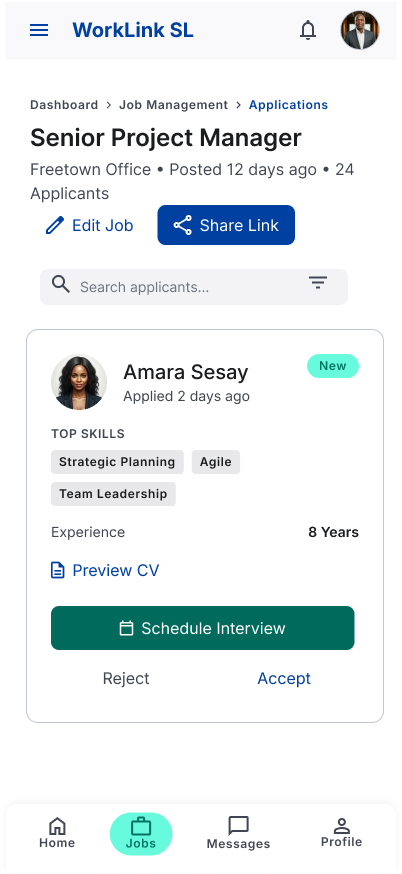 WorkLink SL
Dashboard > Job Management > Applications
Senior Project Manager
Freetown Office • Posted 12 days ago • 24
Applicants
Edit Job
Share Link
Search applicants...
Amara Sesay
New
Applied 2 days ago
TOP SKILLS
Strategic Planning
Agile
Team Leadership
Experience
8 Years
Preview CV
Schedule Interview
Reject
Accept
Home
Jobs
Messages
Profile